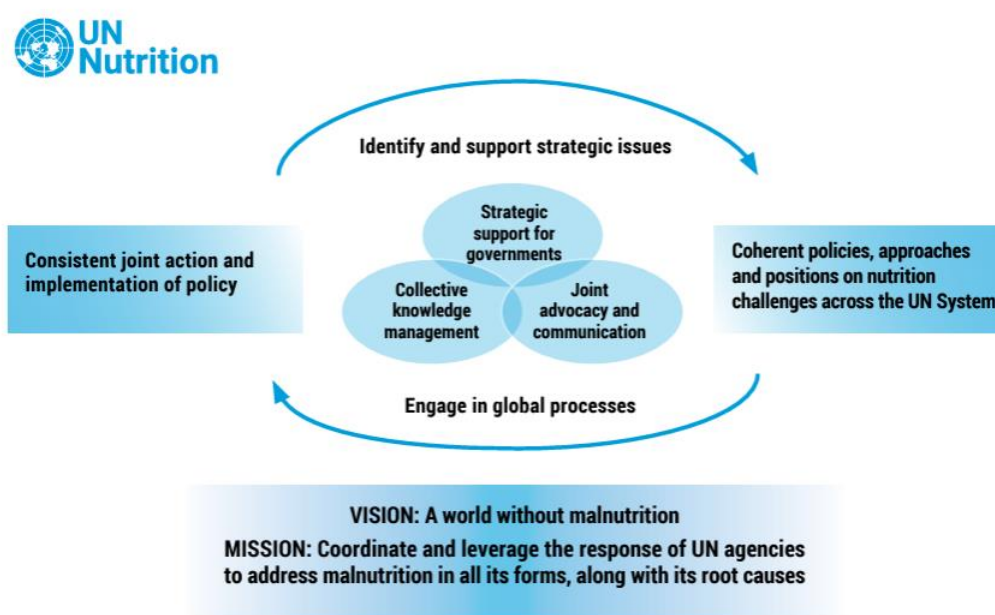 UN
Nutrition
Identify and support strategic issues
Strategic
support for
governments
Consistent joint action and
implementation of policy
Collective
knowledge
management
Joint
advocacy and
communication
Coherent policies, approaches
and positions on nutrition
challenges across the UN System
Engage in global processes
VISION: A world without malnutrition
MISSION: Coordinate and leverage the response of UN agencies
to address malnutrition in all its forms, along with its root causes